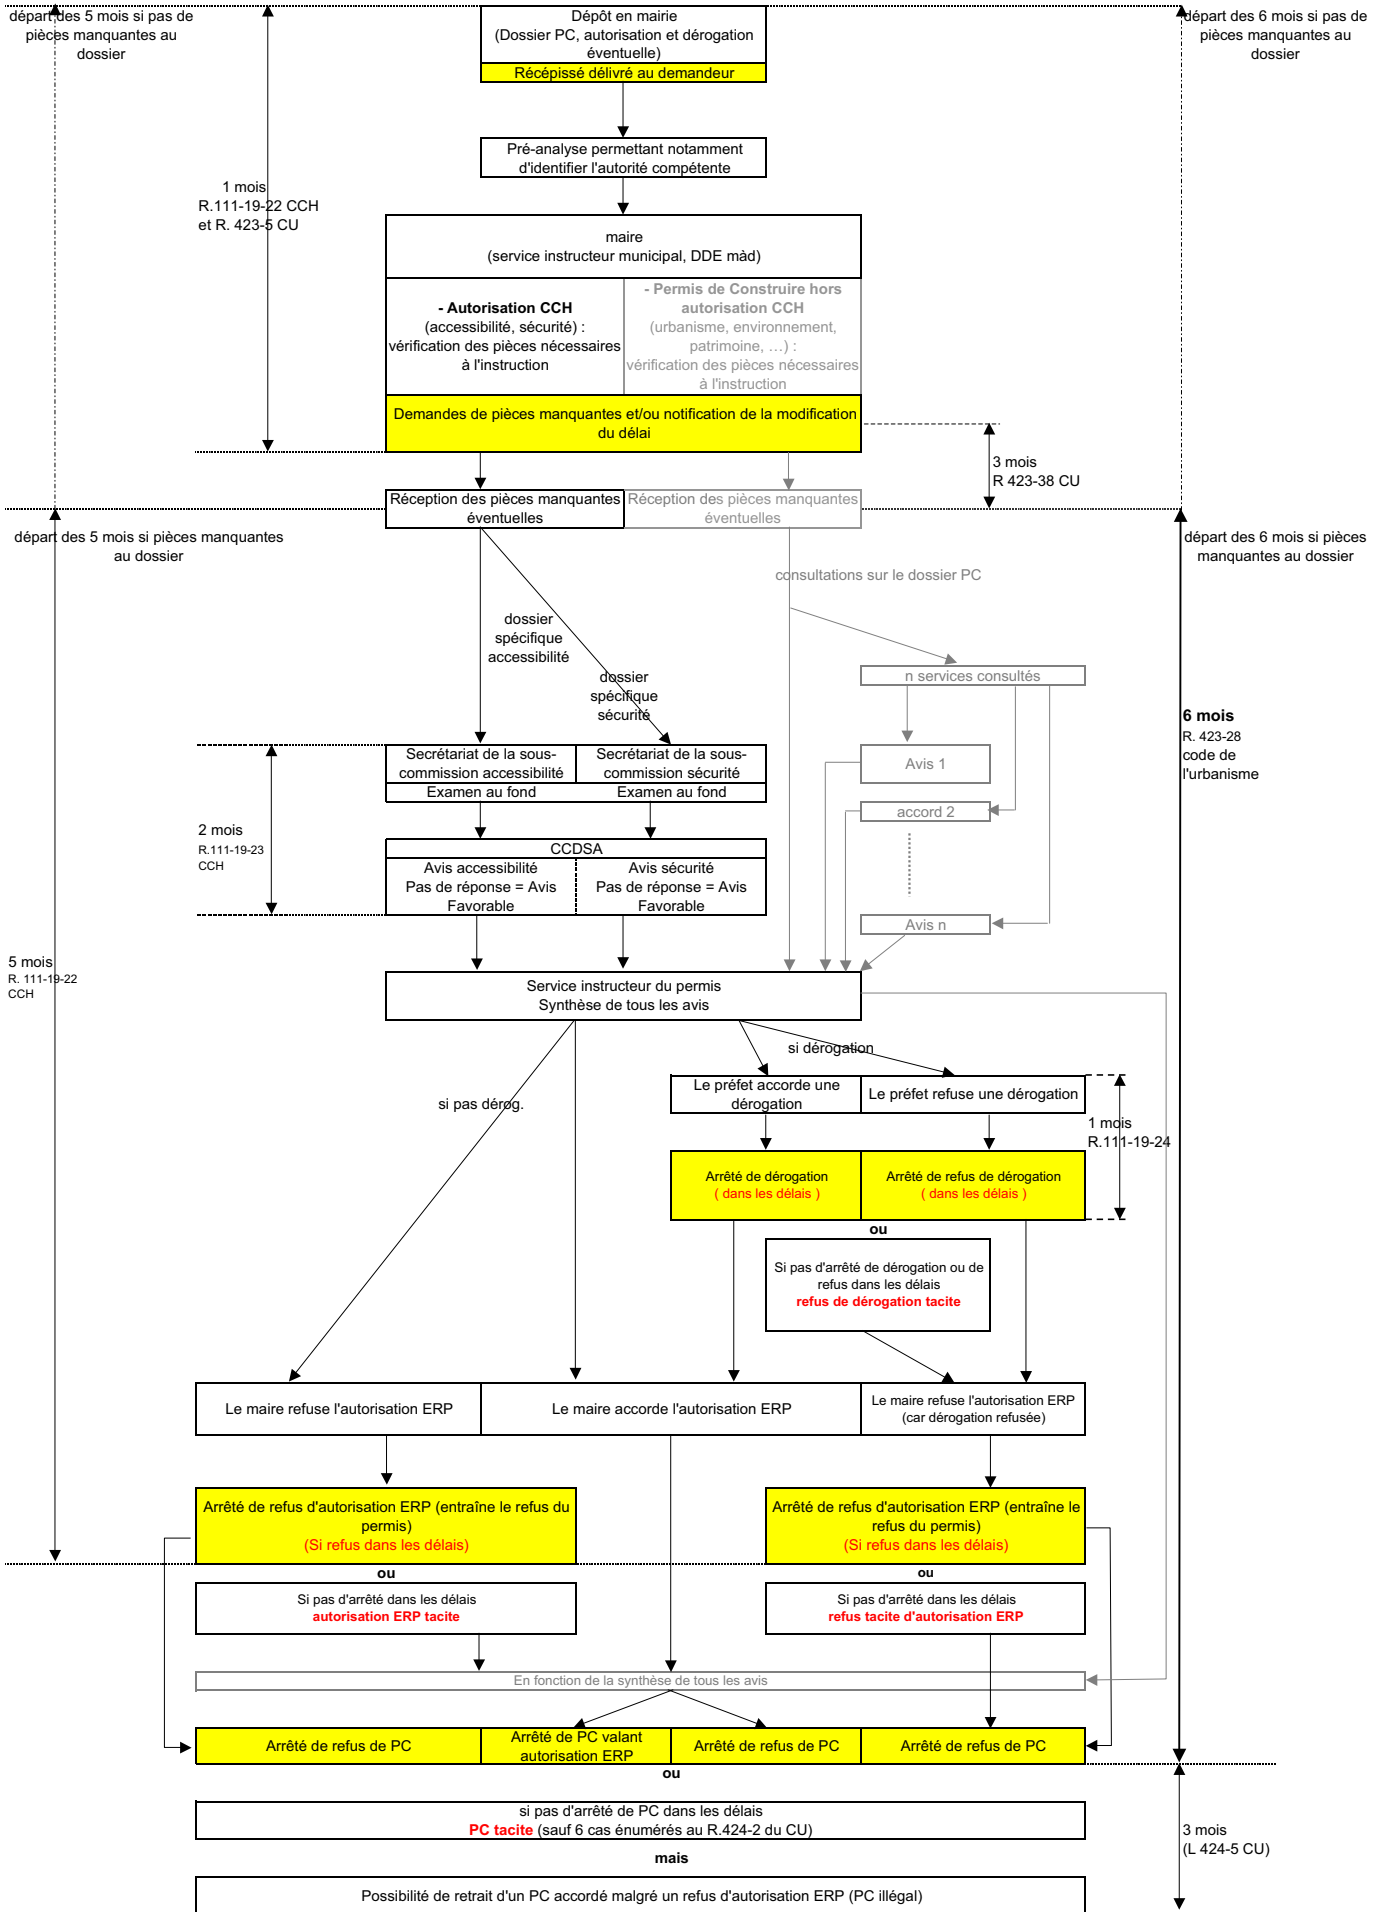 départ des 5 mois si pas de
pièces manquantes au
dossier
Dépôt en mairie
(Dossier PC, autorisation et dérogation
éventuelle)
Récépissé délivré au demandeur
départ des 6 mois si pas de
pièces manquantes au
dossier
Pré-analyse permettant notamment
d'identifier l'autorité compétente
1 mois
R.111-19-22 CCH
et R. 423-5 CU
maire
(service instructeur municipal, DDE màd)
- Autorisation CCH
(accessibilité, sécurité) :
vérification des pièces nécessaires
à l'instruction
- Permis de Construire hors
autorisation CCH
(urbanisme, environnement,
patrimoine, …) :
vérification des pièces nécessaires
à l'instruction
Demandes de pièces manquantes et/ou notification de la modification
du délai
3 mois
R 423-38 CU
Réception des pièces manquantes
éventuelles
Réception des pièces manquantes
éventuelles
départ des 5 mois si pièces manquantes
au dossier
départ des 6 mois si pièces
manquantes au dossier
consultations sur le dossier PC
dossier
spécifique
accessibilité
dossier
spécifique
sécurité
n services consultés
6 mois
R. 423-28
code de
l'urbanisme
Secrétariat de la sous-
commission accessibilité
Secrétariat de la sous-
commission sécurité
Examen au fond
Examen au fond
Avis 1
accord 2
2 mois
R.111-19-23
CCH
CCDSA
Avis accessibilité
Pas de réponse = Avis
Favorable
Avis sécurité
Pas de réponse = Avis
Favorable
Avis n
5 mois
R. 111-19-22
CCH
Service instructeur du permis
Synthèse de tous les avis
si dérogation
si pas dérog.
Le préfet accorde une
dérogation
Le préfet refuse une dérogation
1 mois
R.111-19-24
Arrêté de dérogation
( dans les délais )
Arrêté de refus de dérogation
( dans les délais )
ou
Si pas d'arrêté de dérogation ou de
refus dans les délais
refus de dérogation tacite
Le maire refuse l'autorisation ERP
Le maire accorde l'autorisation ERP
Le maire refuse l'autorisation ERP
(car dérogation refusée)
Arrêté de refus d'autorisation ERP (entraîne le refus du
permis)
(Si refus dans les délais)
Arrêté de refus d'autorisation ERP (entraîne le
refus du permis)
(Si refus dans les délais)
ou
ou
Si pas d'arrêté dans les délais
autorisation ERP tacite
Si pas d'arrêté dans les délais
refus tacite d'autorisation ERP
En fonction de la synthèse de tous les avis
Arrêté de refus de PC
Arrêté de PC valant
autorisation ERP
Arrêté de refus de PC
Arrêté de refus de PC
ou
si pas d'arrêté de PC dans les délais
PC tacite (sauf 6 cas énumérés au R.424-2 du CU)
3 mois
(L 424-5 CU)
mais
Possibilité de retrait d'un PC accordé malgré un refus d'autorisation ERP (PC illégal)